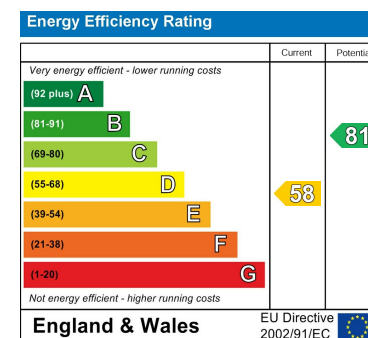 Energy Efficiency Rating
Current Potentia
Very energy efficient - lower running costs
(92 plus) A
(81-91) B
81
(69-80) C
(55-68) D
58
(39-54) E
(21-38) F
(1-20) G
Not energy efficient - higher running costs
England & Wales
EU Directive
2002/91/EC